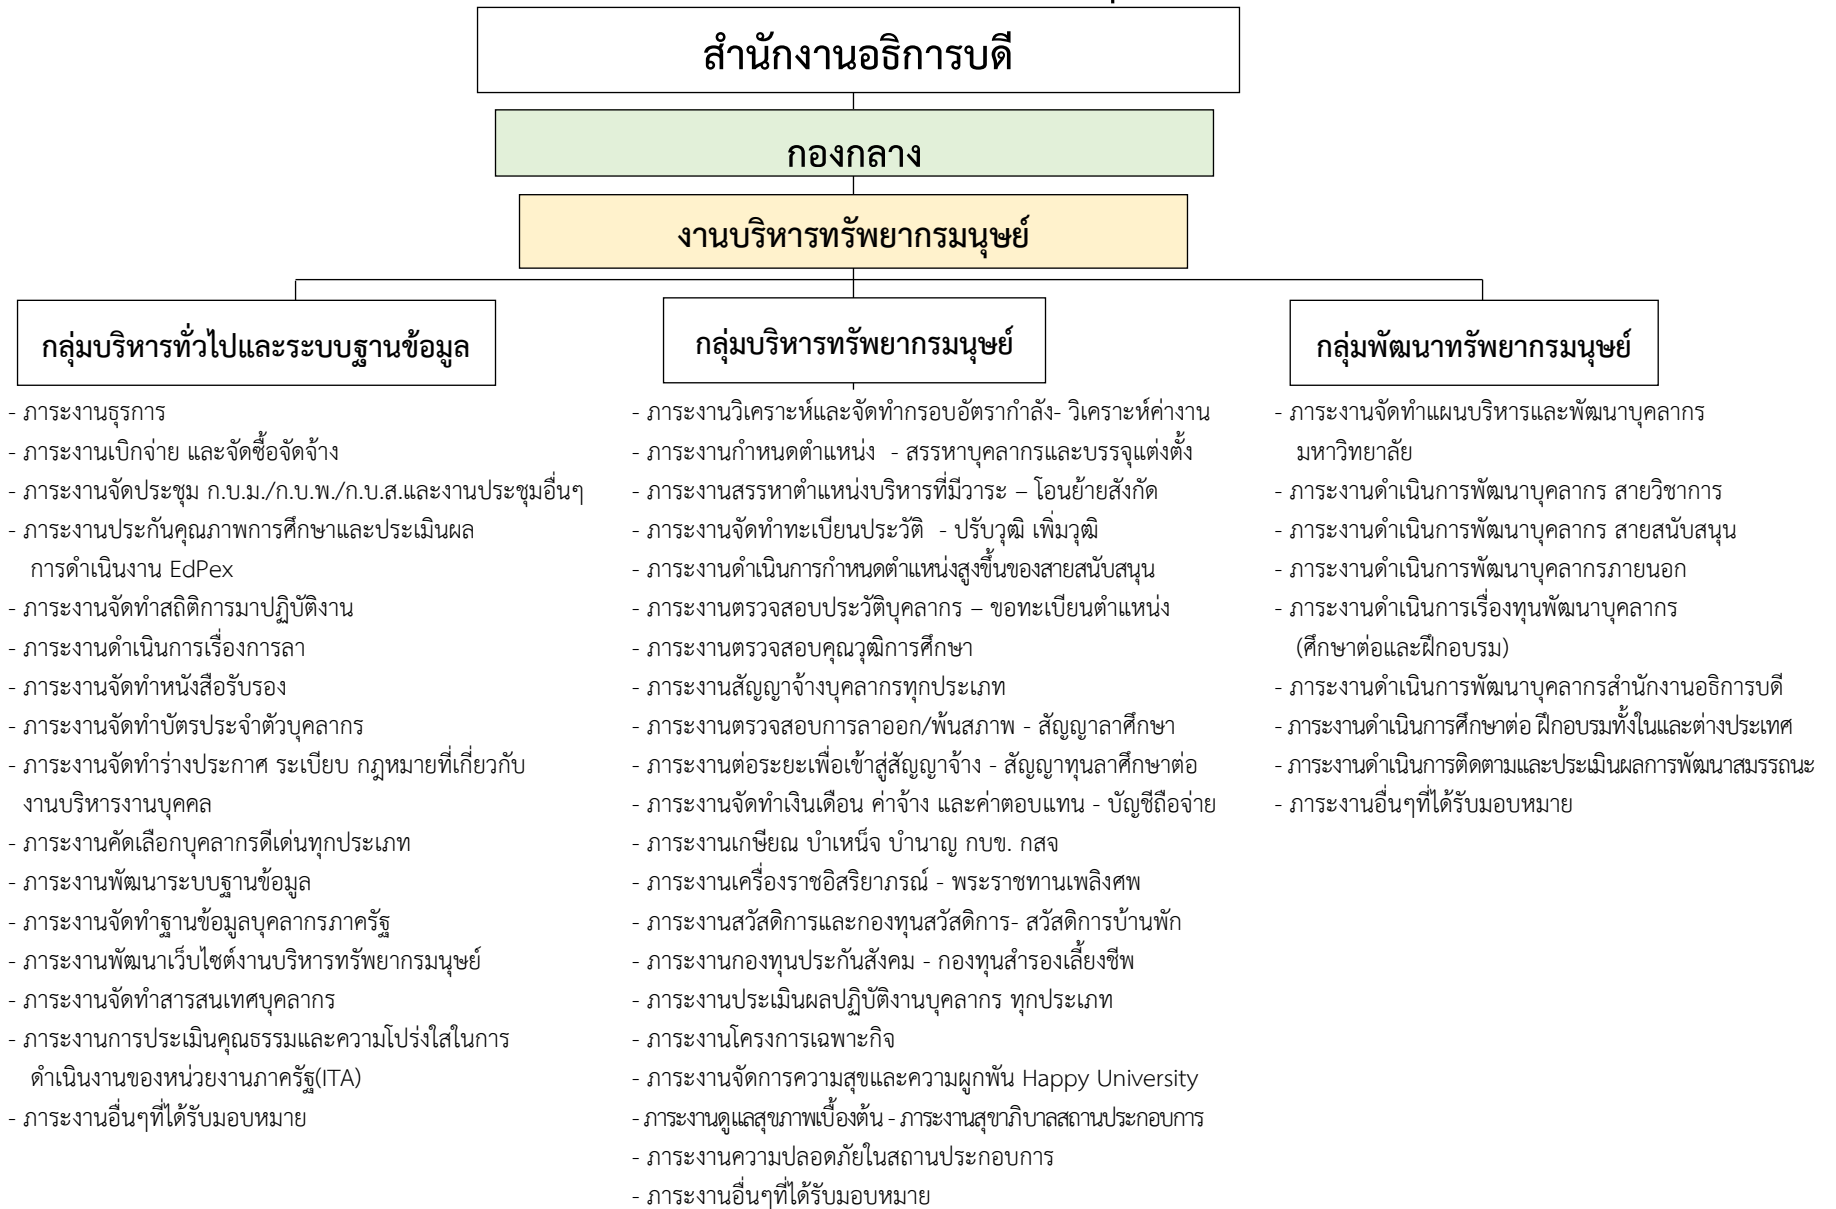 สำนักงานอธิการบดี
กองกลาง
งานบริหารทรัพยากรมนุษย์
กลุ่มบริหารทั่วไปและระบบฐานข้อมูล
- ภาระงานธุรการ
- ภาระงานเบิกจ่าย และจัดซื้อจัดจ้าง
- ภาระงานจัดประชุม ก.บ.ม./ก.บ.พ./ก.บ.ส.และงานประชุมอื่นๆ
- ภาระงานประกันคุณภาพการศึกษาและประเมินผล
การดำเนินงาน EdPex
- ภาระงานจัดทำสถิติการมาปฏิบัติงาน
- ภาระงานดำเนินการเรื่องการลา
- ภาระงานจัดทำหนังสือรับรอง
- ภาระงานจัดทำบัตรประจำตัวบุคลากร
- ภาระงานจัดทำร่างประกาศ ระเบียบ กฎหมายที่เกี่ยวกับ
งานบริหารงานบุคคล
- ภาระงานคัดเลือกบุคลากรดีเด่นทุกประเภท
- ภาระงานพัฒนาระบบฐานข้อมูล
- ภาระงานจัดทำฐานข้อมูลบุคลากรภาครัฐ
- ภาระงานพัฒนาเว็บไซต์งานบริหารทรัพยากรมนุษย์
- ภาระงานจัดทำสารสนเทศบุคลากร
- ภาระงานการประเมินคุณธรรมและความโปร่งใสในการ
ดำเนินงานของหน่วยงานภาครัฐ(ITA)
- ภาระงานอื่นๆที่ได้รับมอบหมาย
กลุ่มบริหารทรัพยากรมนุษย์
- ภาระงานวิเคราะห์และจัดทำกรอบอัตรากำลัง- วิเคราะห์ค่างาน
- ภาระงานกำหนดตำแหน่ง - สรรหาบุคลากรและบรรจุแต่งตั้ง
- ภาระงานสรรหาตำแหน่งบริหารที่มีวาระ – โอนย้ายสังกัด
- ภาระงานจัดทำทะเบียนประวัติ - ปรับวุฒิ เพิ่มวุฒิ
- ภาระงานดำเนินการกำหนดตำแหน่งสูงขึ้นของสายสนับสนุน
- ภาระงานตรวจสอบประวัติบุคลากร – ขอทะเบียนตำแหน่ง
- ภาระงานตรวจสอบคุณวุฒิการศึกษา
- ภาระงานสัญญาจ้างบุคลากรทุกประเภท
- ภาระงานตรวจสอบการลาออก/พ้นสภาพ - สัญญาลาศึกษา
- ภาระงานต่อระยะเพื่อเข้าสู่สัญญาจ้าง - สัญญาทุนลาศึกษาต่อ
- ภาระงานจัดทำเงินเดือน ค่าจ้าง และค่าตอบแทน - บัญชีถือจ่าย
- ภาระงานเกษียณ บำเหน็จ บำนาญ กบข. กสจ
- ภาระงานเครื่องราชอิสริยาภรณ์ - พระราชทานเพลิงศพ
- ภาระงานสวัสดิการและกองทุนสวัสดิการ- สวัสดิการบ้านพัก
- ภาระงานกองทุนประกันสังคม - กองทุนสำรองเลี้ยงชีพ
- ภาระงานประเมินผลปฏิบัติงานบุคลากร ทุกประเภท
- ภาระงานโครงการเฉพาะกิจ
- ภาระงานจัดการความสุขและความผูกพัน Happy University
- ภาระงานดูแลสุขภาพเบื้องต้น - ภาระงานสุขาภิบาลสถานประกอบการ
- ภาระงานความปลอดภัยในสถานประกอบการ
- ภาระงานอื่นๆที่ได้รับมอบหมาย
กลุ่มพัฒนาทรัพยากรมนุษย์
- ภาระงานจัดทำแผนบริหารและพัฒนาบุคลากร
มหาวิทยาลัย
- ภาระงานดำเนินการพัฒนาบุคลากร สายวิชาการ
- ภาระงานดำเนินการพัฒนาบุคลากร สายสนับสนุน
- ภาระงานดำเนินการพัฒนาบุคลากรภายนอก
- ภาระงานดำเนินการเรื่องทุนพัฒนาบุคลากร
(ศึกษาต่อและฝึกอบรม)
- ภาระงานดำเนินการพัฒนาบุคลากรสำนักงานอธิการบดี
- ภาระงานดำเนินการศึกษาต่อ ฝึกอบรมทั้งในและต่างประเทศ
- ภาระงานดำเนินการติดตามและประเมินผลการพัฒนาสมรรถนะ
- ภาระงานอื่นๆที่ได้รับมอบหมาย